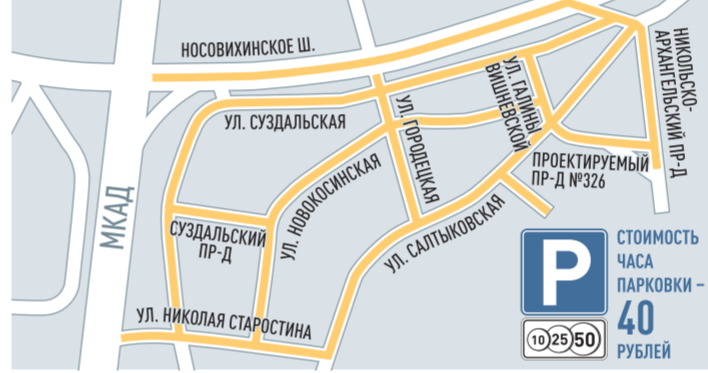 НОСОВИХИНСКОЕ Ш.
НИКОЛЬСКО-
АРХАНГЕЛЬСКИЙ ПР-Д
УЛ. ГАЛИНЫ
ВИШНЕВСКОЙ
УЛ. СУЗДАЛЬСКАЯ
УЛ. ГОРОДЕЦКАЯ
ПРОЕКТИРУЕМЫЙ
ПР-Д №326
УЛ. НОВОКОСИНСКАЯ
МКАД
СУЗДАЛЬСКИЙ
ПР-Д
УЛ. САЛТЫКОВСКАЯ
УЛ. НИКОЛАЯ СТАРОСТИНА
P
СТОИМОСТЬ
ЧАСА
ПАРКОВКИ –
40
РУБЛЕЙ
10 25 50